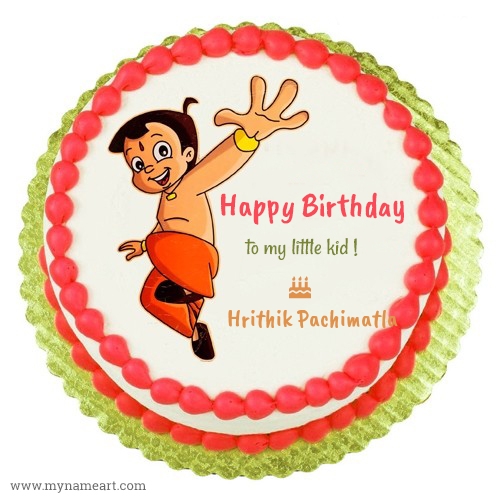 Happy Birthday
to my little kid !
Hrithik Pachimatla
www.mynameart.com